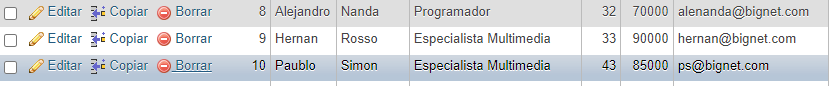 Editar Copiar Borrar 8 Alejandro Nanda Programador 32 70000 alenanda@bignet.com
Editar Copiar Borrar 9 Hernan Rosso Especialista Multimedia 33 90000 hernan@bignet.com
Editar Copiar Borrar 10 Paublo Simon Especialista Multimedia 43 85000 ps@bignet.com